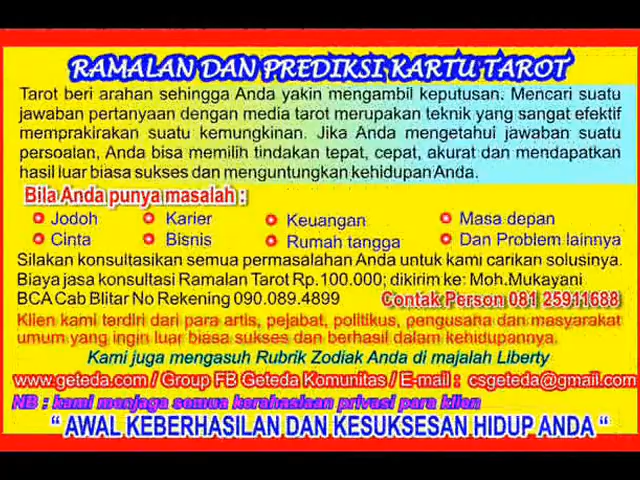 RAMALAN DAN PREDIKSI KARTU TAROT
Tarot beri arahan sehingga Anda yakin mengambil keputusan. Mencari suatu
jawaban pertanyaan dengan media tarot merupakan teknik yang sangat efektif
memprakirakan suatu kemungkinan. Jika Anda mengetahui jawaban suatu
persoalan, Anda bisa memilih tindakan tepat, cepat, akurat dan mendapatkan
hasil luar biasa sukses dan menguntungkan kehidupan Anda.
Bila Anda punya masalah :
Jodoh Karier Keuangan Masa depan
Cinta Bisnis Rumah tangga Dan Problem lainnya
Silakan konsultasikan semua permasalahan Anda untuk kami carikan solusinya.
Biaya jasa konsultasi Ramalan Tarot Rp.100.000; dikirim ke: Moh.Mukayani
BCA Cab Blitar No Rekening 090.089.4899 Contak Person 081 25911688
Klien kami terdiri dari para artis, pejabat, politikus, pengusaha dan masyarakat
umum yang ingin luar biasa sukses dan berhasil dalam kehidupannya.
Kami juga mengasuh Rubrik Zodiak Anda di majalah Liberty
www.geteda.com / Group FB Geteda Komunitas / E-mail : csgeteda@gmail.com
NB : kami menjaga semua kerahasiaan privasi para klien
“ AWAL KEBERHASILAN DAN KESUKSESAN HIDUP ANDA “